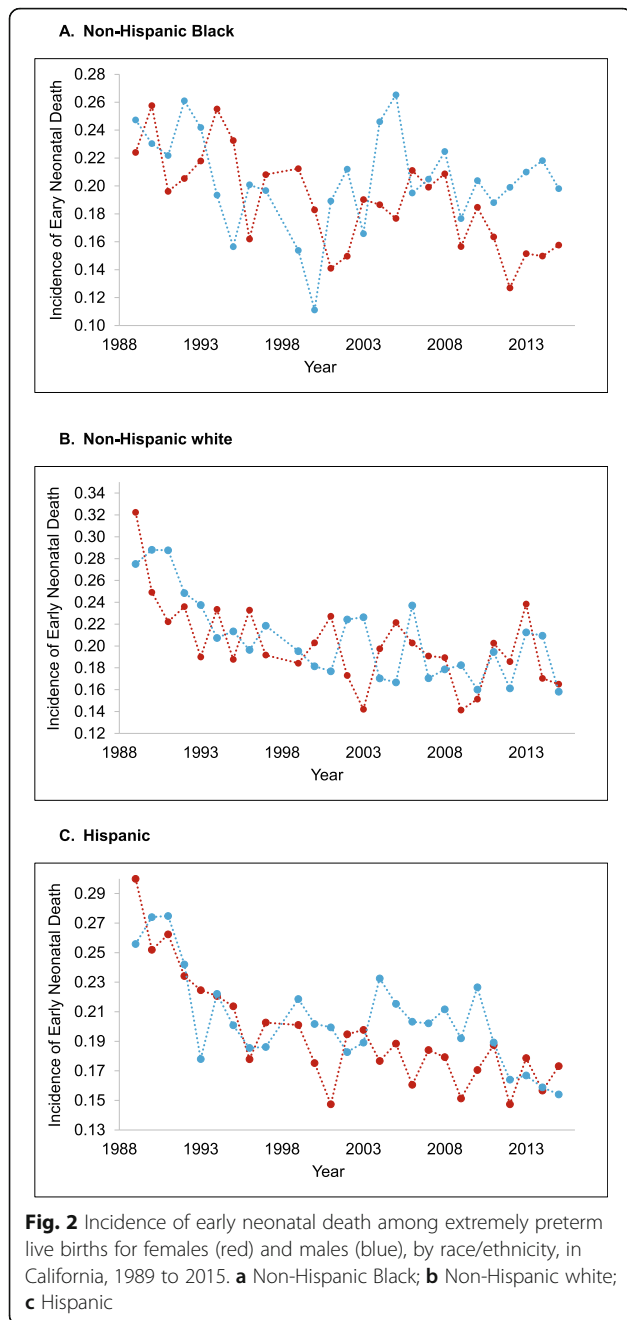 A. Non-Hispanic Black
0.28
0.26
0.24
0.22
0.20
0.18
0.16
0.14
0.12
0.10
Incidence of Eary Neonatal Death
1988 1993 1998 2003 2008 2013
Year
B. Non-Hispanic white
0.34
0.32
0.30
0.28
0.26
0.24
0.22
0.20
0.18
0.16
0.14
0.12
Incidence of Early Neonatal Death
1988 1993 1998 2003 2008 2013
Year
C. Hispanic
0.29
0.27
0.25
0.23
0.21
0.19
0.17
0.15
0.13
Incidence of Early Neonatal Death
1988 1993 1998 2003 2008 2013
Year
Fig. 2 Incidence of early neonatal death among extremely preterm
live births for females (red) and males (blue), by race/ethnicity, in
California, 1989 to 2015. a Non-Hispanic Black; b Non-Hispanic white;
c Hispanic